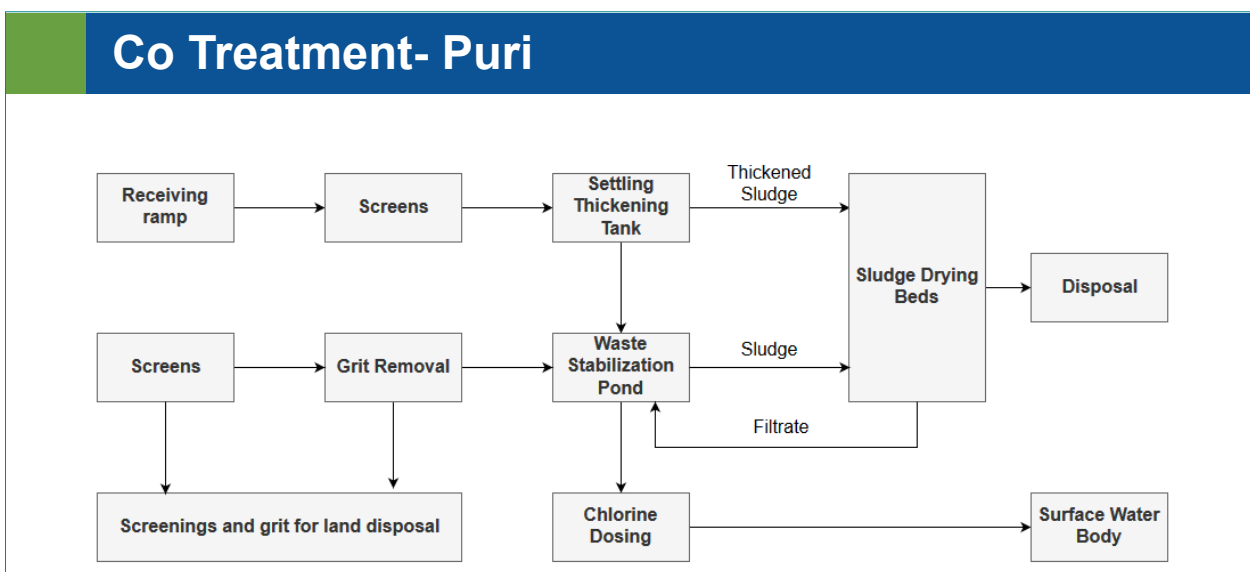 Co Treatment- Puri
Thickened
Sludge
Receiving
ramp
Screens
Settling
Thickening
Tank
Sludge Drying
Beds
Disposal
Screens
Grit Removal
Waste
Stabilization
Pond
Sludge
Filtrate
Screenings and grit for land disposal
Chlorine
Dosing
Surface Water
Body